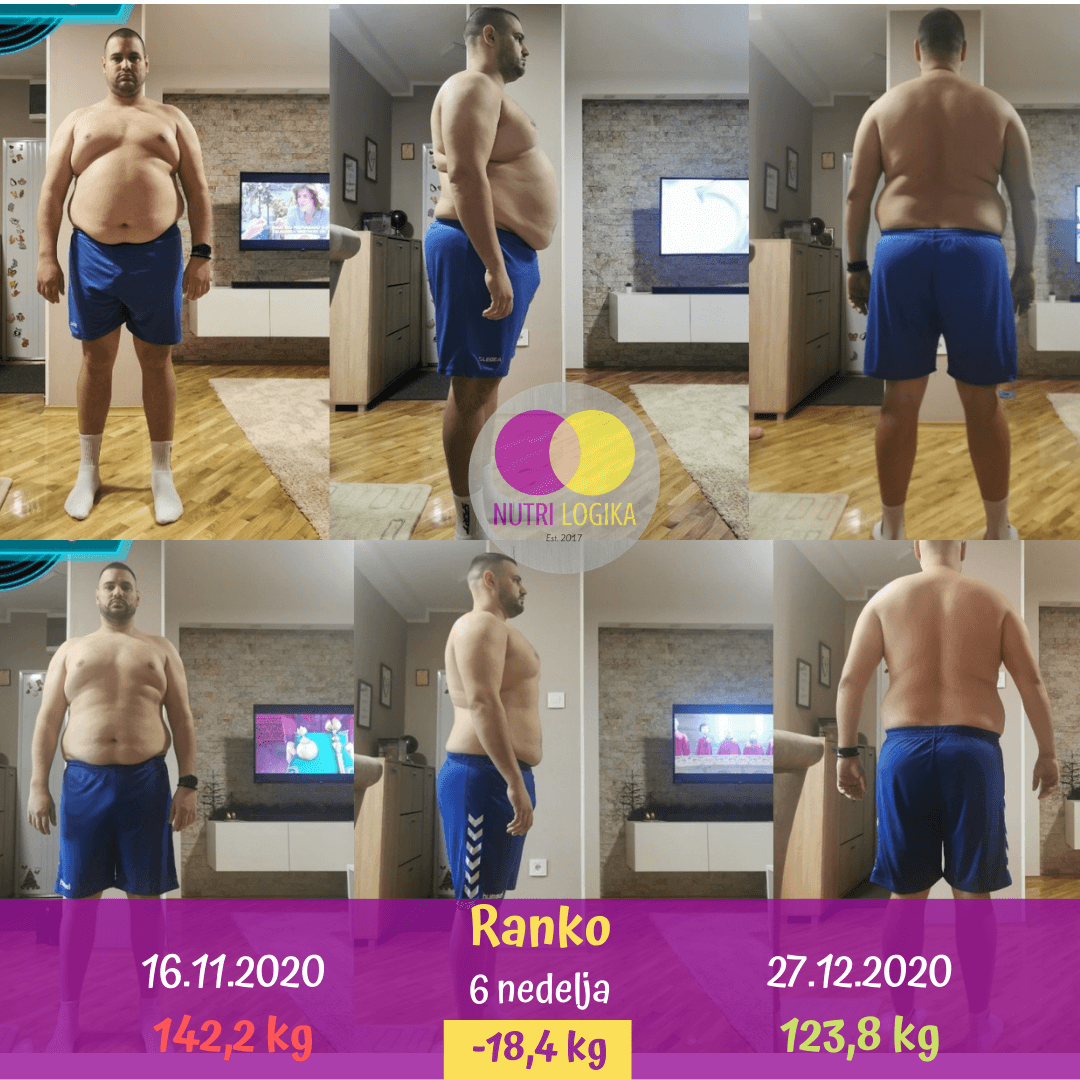 NUTRI LOGIKA
Est. 2017
Ranko
16.11.2020
6 nedelja
27.12.2020
142,2 kg
-18,4 kg
123,8 kg